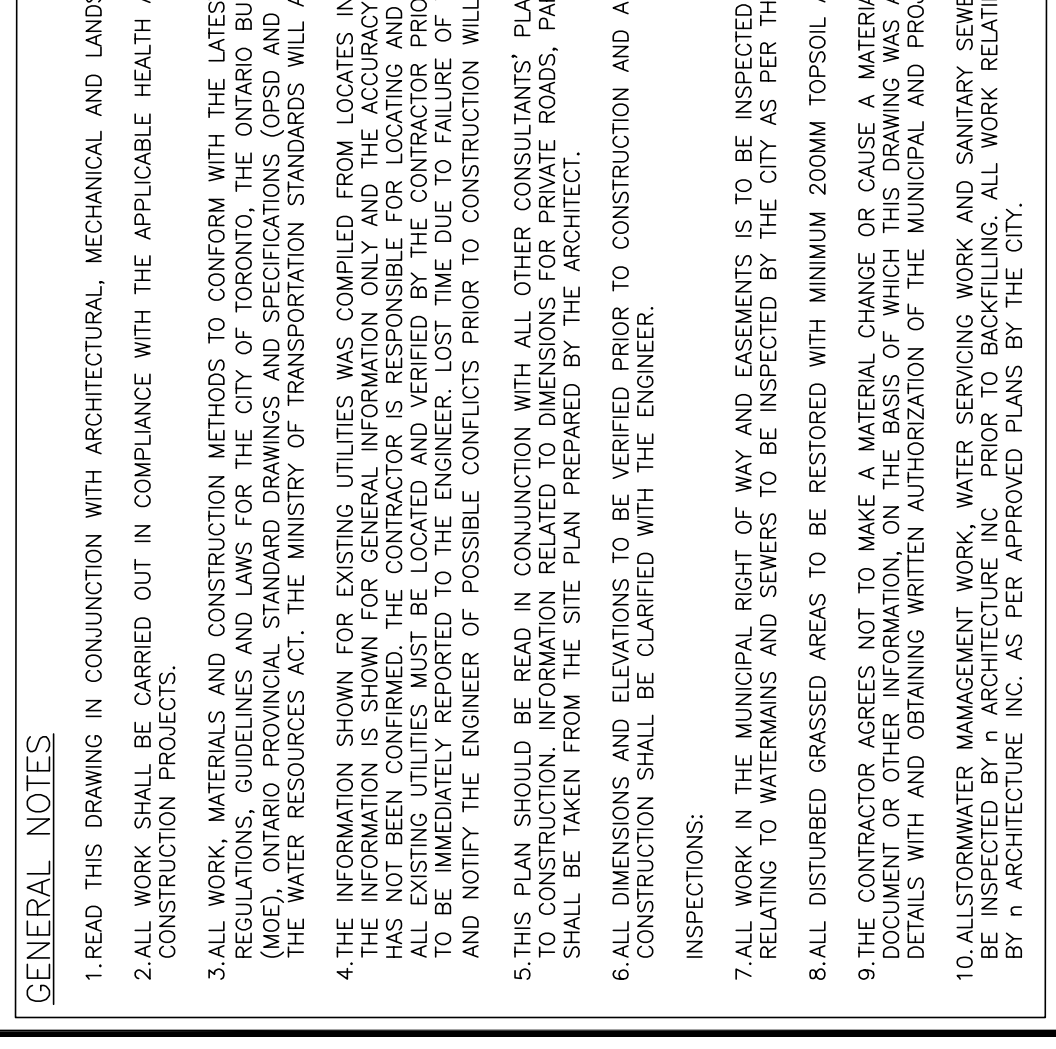 GENERAL NOTES
1. READ THIS DRAWING IN CONJUNCTION WITH ARCHITECTURAL, MECHANICAL AND LANDS
2. ALL WORK SHALL BE CARRIED OUT IN COMPLIANCE WITH THE APPLICABLE HEALTH
CONSTRUCTION PROJECTS.
3. ALL WORK, MATERIALS AND CONSTRUCTION METHODS TO CONFORM WITH THE LATES
REGULATIONS, GUIDELINES AND LAWS FOR THE CITY OF TORONTO, THE ONTARIO BU
(MOE), ONTARIO PROVINCIAL STANDARD DRAWINGS AND SPECIFICATIONS (OPSD AND
THE WATER RESOURCES ACT. THE MINISTRY OF TRANSPORTATION STANDARDS WILL
4. THE INFORMATION SHOWN FOR EXISTING UTILITIES WAS COMPILED FROM LOCATES IN
THE INFORMATION IS SHOWN FOR GENERAL INFORMATION ONLY AND THE ACCURACY
HAS NOT BEEN CONFIRMED. THE CONTRACTOR IS RESPONSIBLE FOR LOCATING AND
ALL EXISTING UTILITIES MUST BE LOCATED AND VERIFIED BY THE CONTRACTOR PRIO
TO BE IMMEDIATELY REPORTED TO THE ENGINEER. LOST TIME DUE TO FAILURE OF
AND NOTIFY THE ENGINEER OF POSSIBLE CONFLICTS PRIOR TO CONSTRUCTION WILL
5. THIS PLAN SHOULD BE READ IN CONJUNCTION WITH ALL OTHER CONSULTANTS' PLA
TO CONSTRUCTION. INFORMATION RELATED TO DIMENSIONS FOR PRIVATE ROADS, PA
SHALL BE TAKEN FROM THE SITE PLAN PREPARED BY THE ARCHITECT.
6. ALL DIMENSIONS AND ELEVATIONS TO BE VERIFIED PRIOR TO CONSTRUCTION AND A
CONSTRUCTION SHALL BE CLARIFIED WITH THE ENGINEER.
INSPECTIONS:
7. ALL WORK IN THE MUNICIPAL RIGHT OF WAY AND EASEMENTS IS TO BE INSPECTED
RELATING TO WATERMAINS AND SEWERS TO BE INSPECTED BY THE CITY AS PER TH
8. ALL DISTURBED GRASSED AREAS TO BE RESTORED WITH MINIMUM 200MM TOPSOIL
9. THE CONTRACTOR AGREES NOT TO MAKE A MATERIAL CHANGE OR CAUSE A MATERIA
DOCUMENT OR OTHER INFORMATION, ON THE BASIS OF WHICH THIS DRAWING WAS A
DETAILS WITH AND OBTAINING WRITTEN AUTHORIZATION OF THE MUNICIPAL AND PROJ
10. ALLSTORMWATER MAMAGEMENT WORK, WATER SERVICING WORK AND SANITARY SEWE
BE INSPECTED BY n ARCHITECTURE INC PRIOR TO BACKFILLING. ALL WORK RELATI
BY n ARCHITECTURE INC. AS PER APPROVED PLANS BY THE CITY.